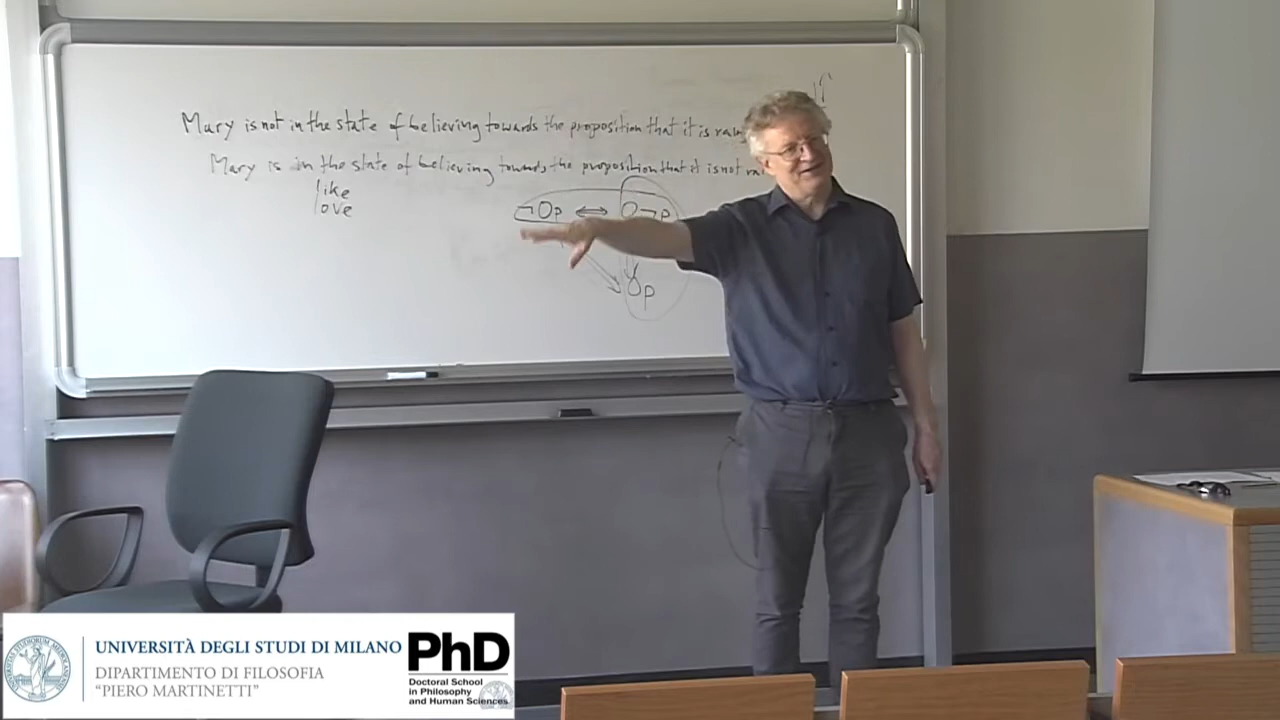 Mary is not in the state of believing towards the proposition that it is
Mary is in the state of believing towards the proposition that it is not
like
love
¬Op ⇔ O¬p
Op
UNIVERSITÀ DEGLI STUDI DI MILANO
DIPARTIMENTO DI FILOSOFIA
"PIERO MARTINETTI"
PhD
Doctoral School
in Philosophy
and Human Sciences